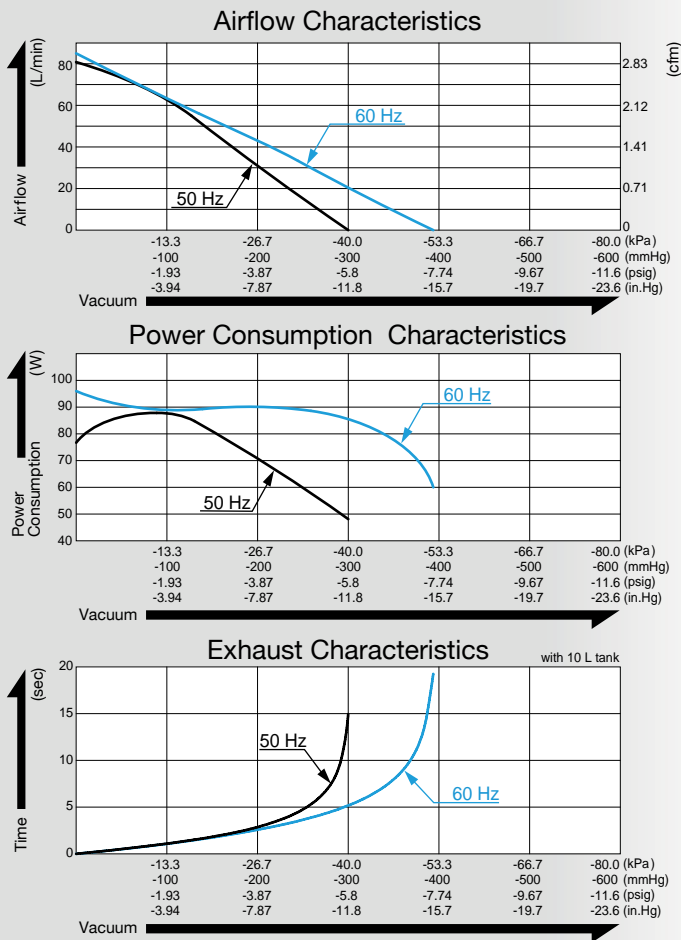 Airflow Characteristics
Airflow (L/min)
(cfm)
80
60
40
20
0
2.83
2.12
1.41
0.71
0
60 Hz
50 Hz
-13.3 -26.7 -40.0 -53.3 -66.7 -80.0 (kPa)
-100 -200 -300 -400 -500 -600 (mmHg)
-1.93 -3.87 -5.8 -7.74 -9.67 -11.6 (psig)
-3.94 -7.87 -11.8 -15.7 -19.7 -23.6 (in.Hg)
Vacuum
Power Consumption Characteristics
Power
Consumption
(W)
100
90
80
70
60
50
40
60 Hz
50 Hz
-13.3 -26.7 -40.0 -53.3 -66.7 -80.0 (kPa)
-100 -200 -300 -400 -500 -600 (mmHg)
-1.93 -3.87 -5.8 -7.74 -9.67 -11.6 (psig)
-3.94 -7.87 -11.8 -15.7 -19.7 -23.6 (in.Hg)
Vacuum
Exhaust Characteristics
with 10 L tank
Time (sec)
20
15
10
5
0
50 Hz
60 Hz
-13.3 -26.7 -40.0 -53.3 -66.7 -80.0 (kPa)
-100 -200 -300 -400 -500 -600 (mmHg)
-1.93 -3.87 -5.8 -7.74 -9.67 -11.6 (psig)
-3.94 -7.87 -11.8 -15.7 -19.7 -23.6 (in.Hg)
Vacuum